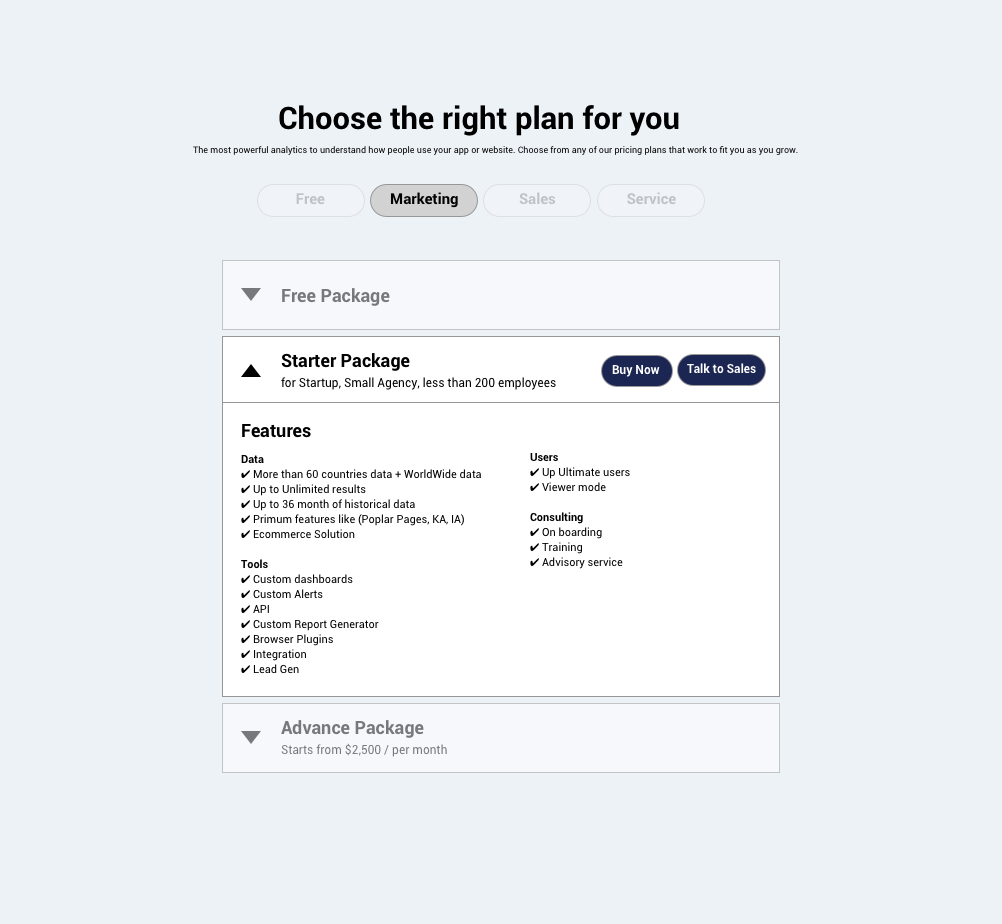 Choose the right plan for you
The most powerful analytics to understand how people use your app or website. Choose from any of our pricing plans that work to fit you as you grow.
Free
Marketing
Sales
Service
Free Package
Starter Package
for Startup, Small Agency, less than 200 employees
Buy Now
Talk to Sales
Features
Data
✔ More than 60 countries data + WorldWide data
✔ Up to Unlimited results
✔ Up to 36 month of historical data
✔ Primum features like (Poplar Pages, KA, IA)
✔ Ecommerce Solution
Tools
✔ Custom dashboards
✔ Custom Alerts
✔ API
✔ Custom Report Generator
✔ Browser Plugins
✔ Integration
✔ Lead Gen
Users
✔ Up Ultimate users
✔ Viewer mode
Consulting
✔ On boarding
✔ Training
✔ Advisory service
Advance Package
Starts from $2,500 / per month